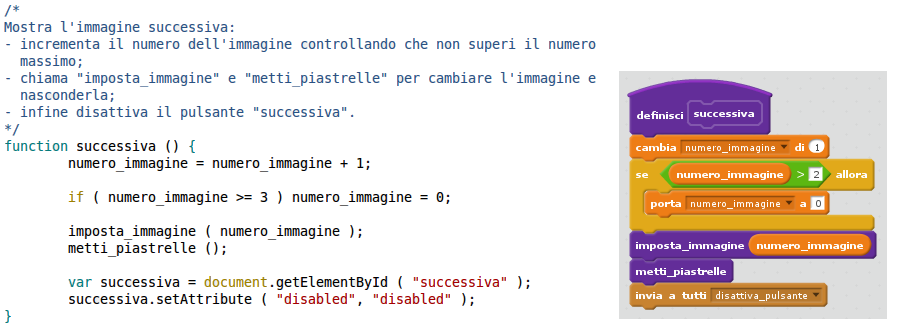 /*
Mostra l'immagine successiva:
- incrementa il numero dell'immagine controllando che non superi il numero
massimo;
- chiama "imposta_immagine" e "metti_piastrelle" per cambiare l'immagine e
nasconderla;
- infine disattiva il pulsante "successiva".
*/
function successiva () {
numero_immagine = numero_immagine + 1;
if ( numero_immagine >= 3 ) numero_immagine = 0;
imposta_immagine ( numero_immagine );
metti_piastrelle ();
var successiva = document.getElementById ( "successiva" );
successiva.setAttribute ( "disabled", "disabled" );
}
definisci successiva
cambia numero_immagine di 1
se numero_immagine > 2 allora
porta numero_immagine a 0
imposta_immagine numero_immagine
metti_piastrelle
invia a tutti disattiva_pulsante